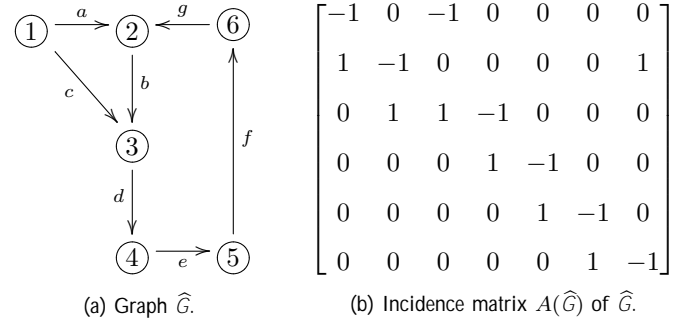 a g
1 2 6
c b f
3
d
4 e 5
-1 0 -1 0 0 0 0
1 -1 0 0 0 0 1
0 1 1 -1 0 0 0
0 0 0 1 -1 0 0
0 0 0 0 1 -1 0
0 0 0 0 0 1 -1
(a) Graph Ĝ.
(b) Incidence matrix A(Ĝ) of Ĝ.